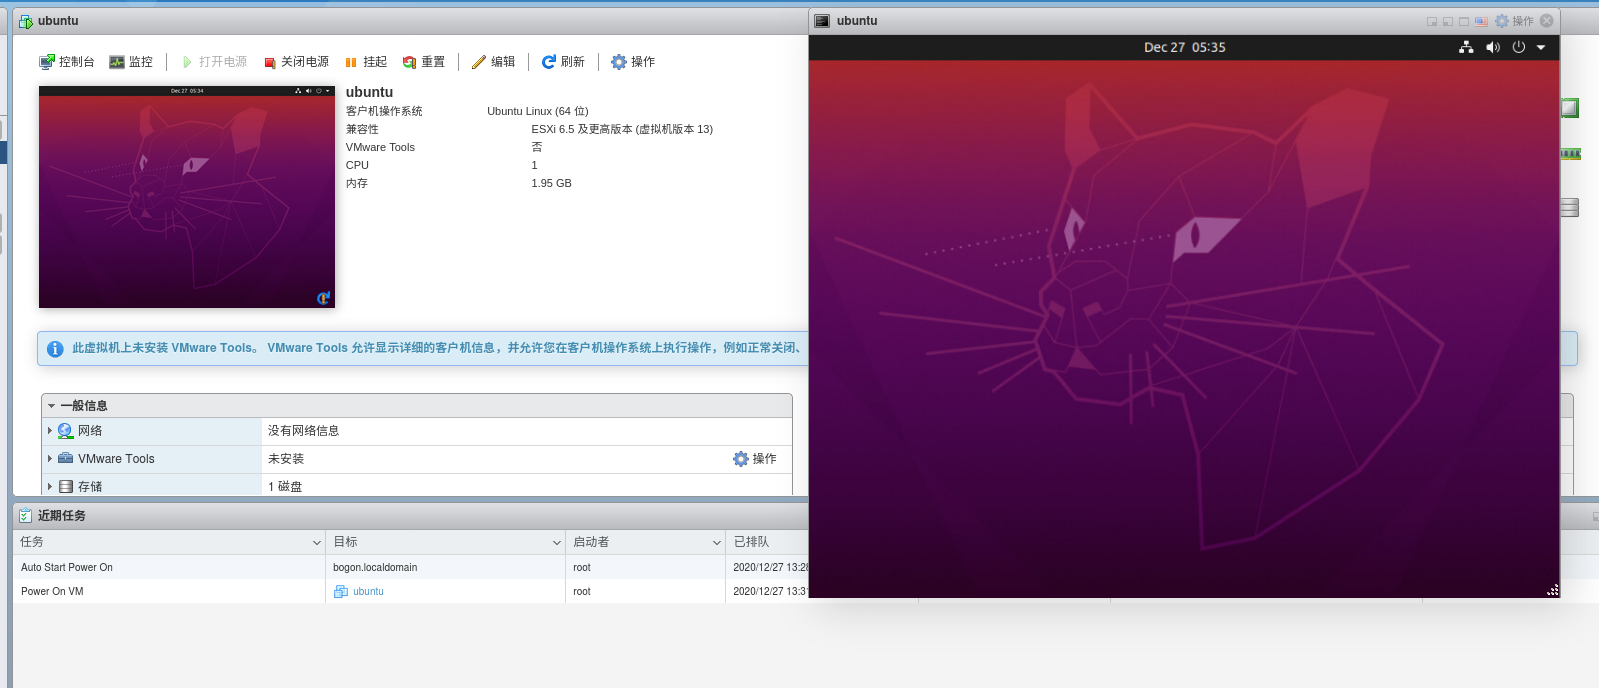 ubuntu
控制台 监控 打开电源 关闭电源 挂起 重置 编辑 刷新 操作
Dec 27 05:34
ubuntu
客户机操作系统 Ubuntu Linux (64 位)
兼容性 ESXi 6.5 及更高版本 (虚拟机版本 13)
VMware Tools 否
CPU 1
内存 1.95 GB
此虚拟机上未安装 VMware Tools。 VMware Tools 允许显示详细的客户机信息，并允许您在客户机操作系统上执行操作，例如正常关闭、
一般信息
网络 没有网络信息
VMware Tools 未安装 操作
存储 1 磁盘
ubuntu 操作
Dec 27 05:35
近期任务
任务 目标 启动者 已排队
Auto Start Power On bogon.localdomain root 2020/12/27 13:28
Power On VM ubuntu root 2020/12/27 13:31